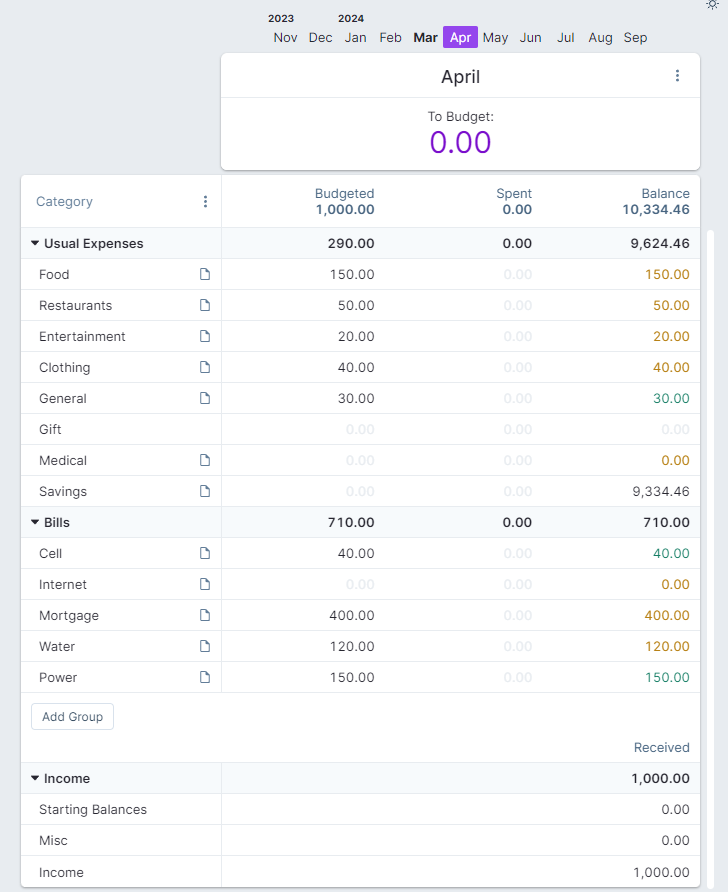 2023 2024
Nov Dec Jan Feb Mar Apr May Jun Jul Aug Sep
April
To Budget:
0.00
Category Budgeted Spent Balance
1,000.00 0.00 10,334.46
Usual Expenses 290.00 0.00 9,624.46
Food 150.00 0.00 150.00
Restaurants 50.00 0.00 50.00
Entertainment 20.00 0.00 20.00
Clothing 40.00 0.00 40.00
General 30.00 0.00 30.00
Gift 0.00 0.00 0.00
Medical 0.00 0.00 0.00
Savings 0.00 0.00 9,334.46
Bills 710.00 0.00 710.00
Cell 40.00 0.00 40.00
Internet 0.00 0.00 0.00
Mortgage 400.00 0.00 400.00
Water 120.00 0.00 120.00
Power 150.00 0.00 150.00
Add Group
Received
Income 1,000.00
Starting Balances 0.00
Misc 0.00
Income 1,000.00